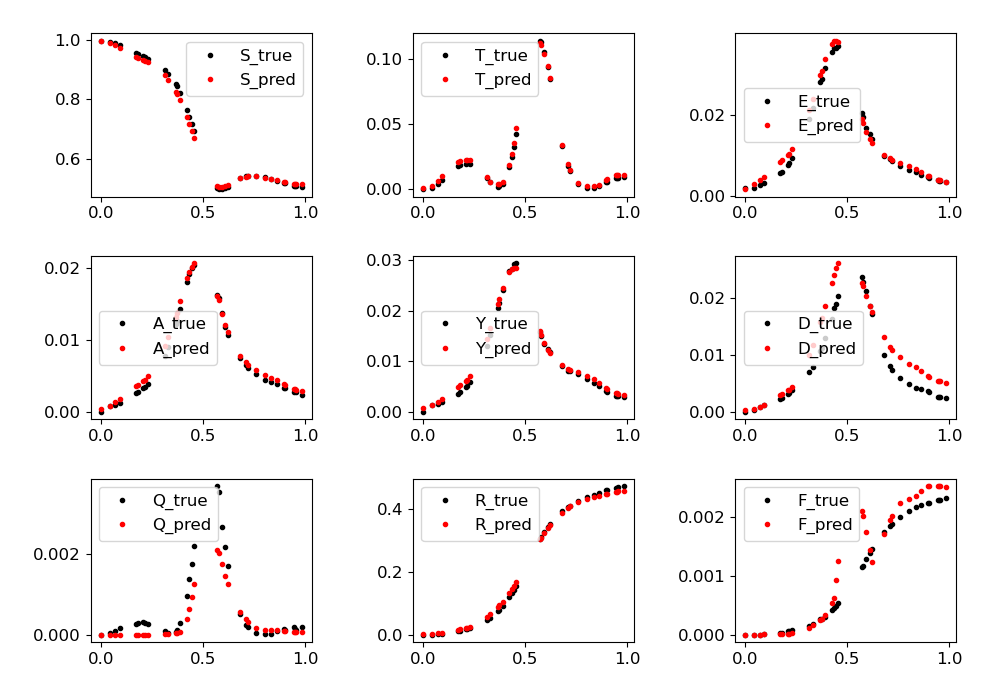 1.0
0.8
0.6
0.0 0.5 1.0
S_true
S_pred
0.10
0.05
0.00
0.0 0.5 1.0
T_true
T_pred
0.02
0.00
0.0 0.5 1.0
E_true
E_pred
0.02
0.01
0.00
0.0 0.5 1.0
A_true
A_pred
0.03
0.02
0.01
0.00
0.0 0.5 1.0
Y_true
Y_pred
0.02
0.01
0.00
0.0 0.5 1.0
D_true
D_pred
0.002
0.000
0.0 0.5 1.0
Q_true
Q_pred
0.4
0.2
0.0
0.0 0.5 1.0
R_true
R_pred
0.002
0.001
0.000
0.0 0.5 1.0
F_true
F_pred